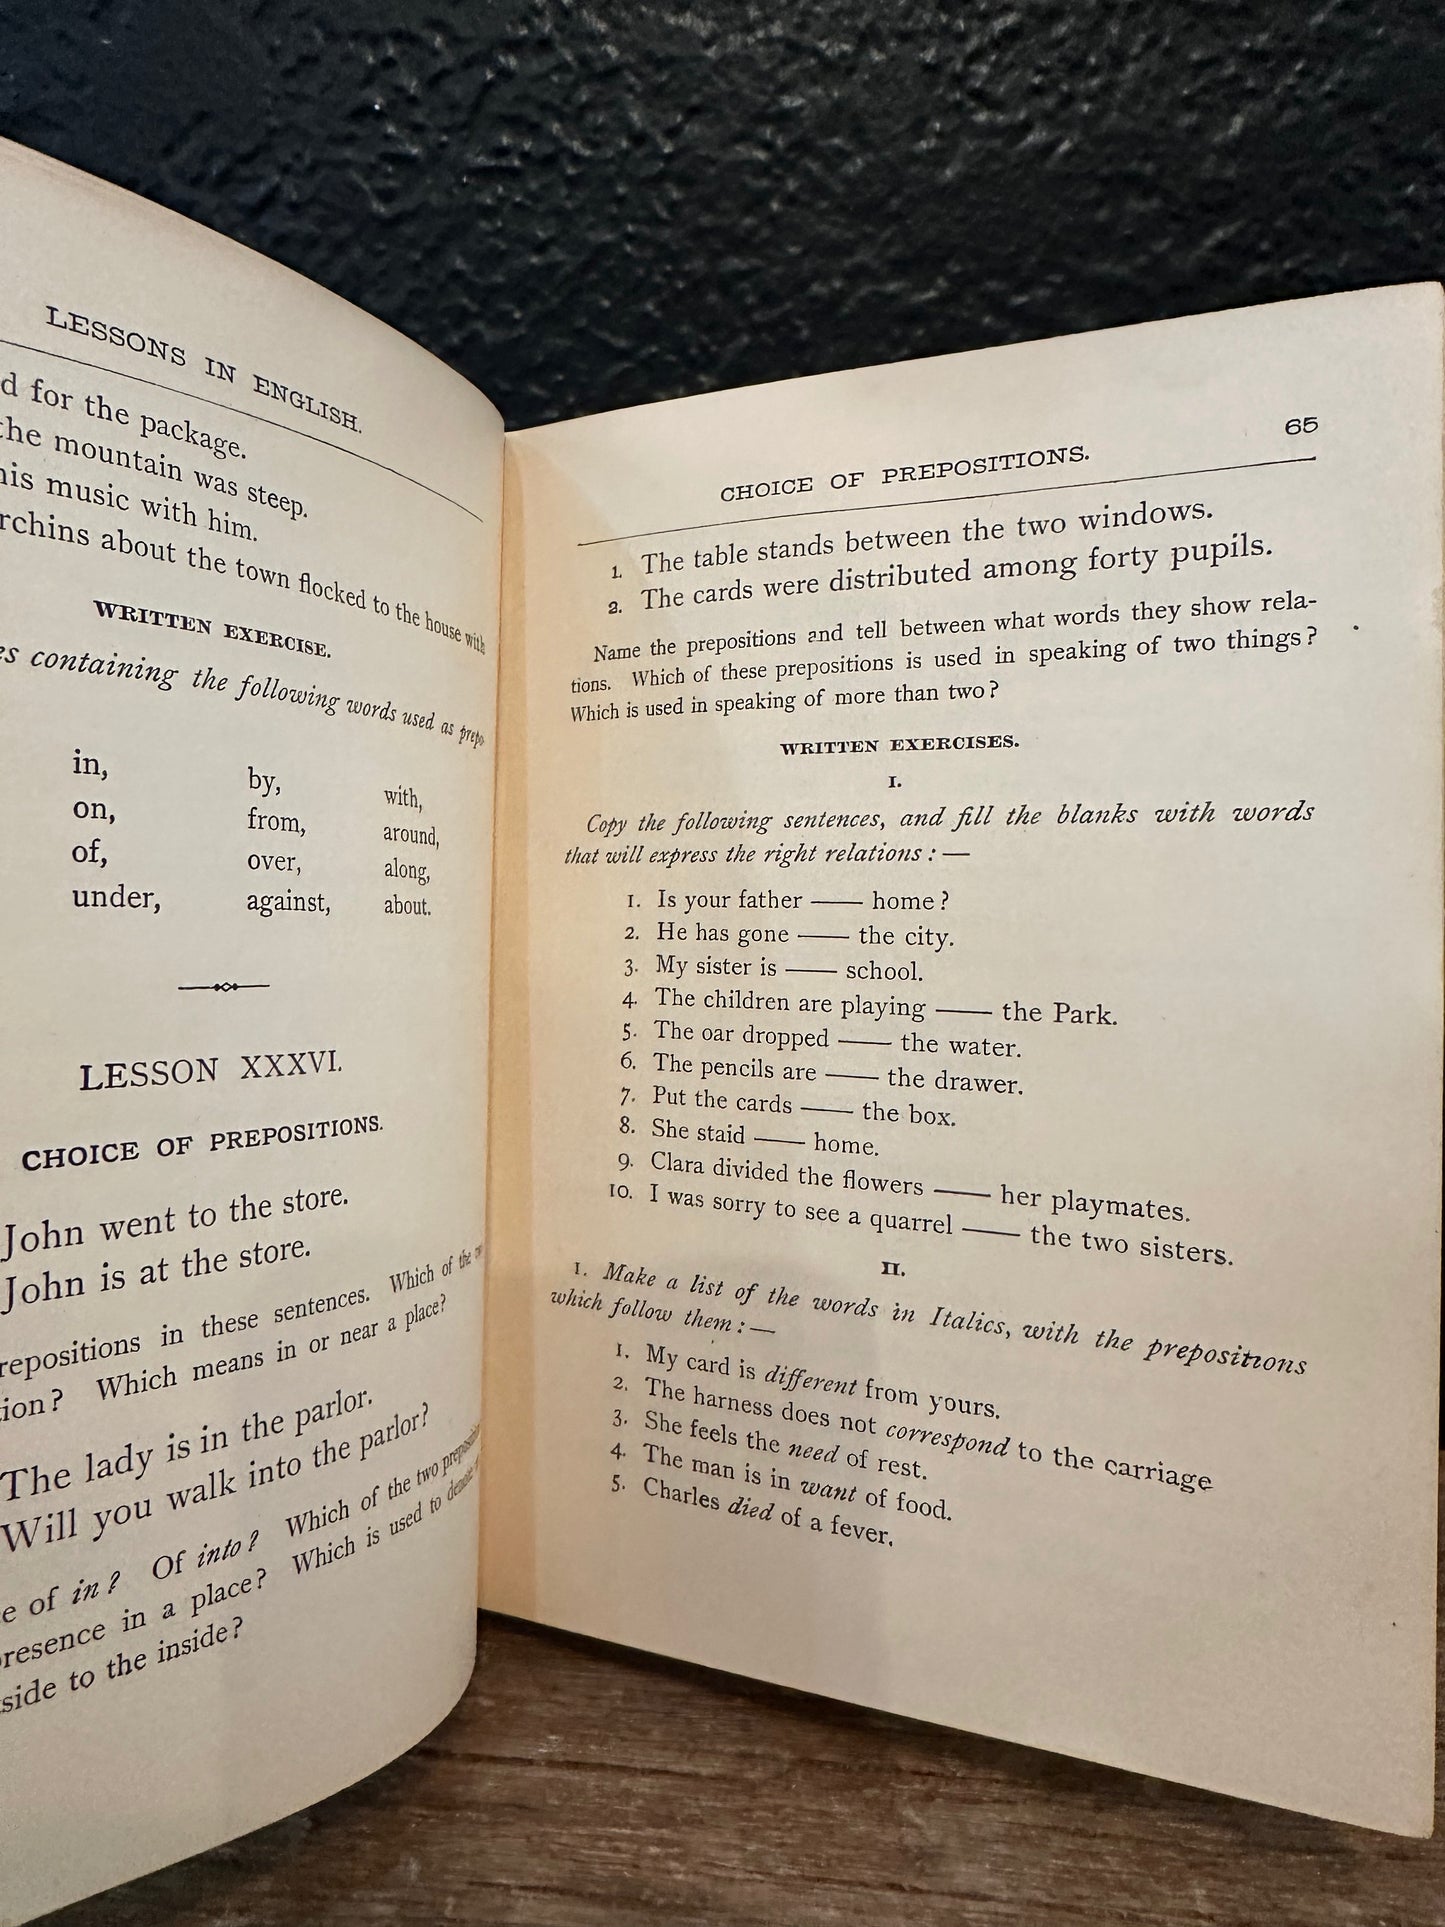 LESSONS IN ENGLISH.
d for the package.
the mountain was steep.
his music with him.
rchins about the town flocked to the house with
WRITTEN EXERCISE.
es containing the following words used as prepo-
in, by, with,
on, from, around,
of, over, along,
under, against, about.
LESSON XXXVI.
CHOICE OF PREPOSITIONS.
John went to the store.
John is at the store.
repositions in these sentences. Which of the
tion? Which means in or near a place?
The lady is in the parlor.
Will you walk into the parlor?
e of in? Of into? Which of the two
resence in a place? Which is used to
side to the inside?
65
CHOICE OF PREPOSITIONS.
1. The table stands between the two windows.
2. The cards were distributed among forty pupils.
Name the prepositions and tell between what words they show rela-
tions. Which of these prepositions is used in speaking of two things?
Which is used in speaking of more than two?
WRITTEN EXERCISES.
I.
Copy the following sentences, and fill the blanks with words
that will express the right relations: —
1. Is your father —— home?
2. He has gone —— the city.
3. My sister is —— school.
4. The children are playing —— the Park.
5. The oar dropped —— the water.
6. The pencils are —— the drawer.
7. Put the cards —— the box.
8. She staid —— home.
9. Clara divided the flowers —— her playmates.
10. I was sorry to see a quarrel —— the two sisters.
II.
1. Make a list of the words in Italics, with the prepositions
which follow them: —
1. My card is different from yours.
2. The harness does not correspond to the carriage
3. She feels the need of rest.
4. The man is in want of food.
5. Charles died of a fever.